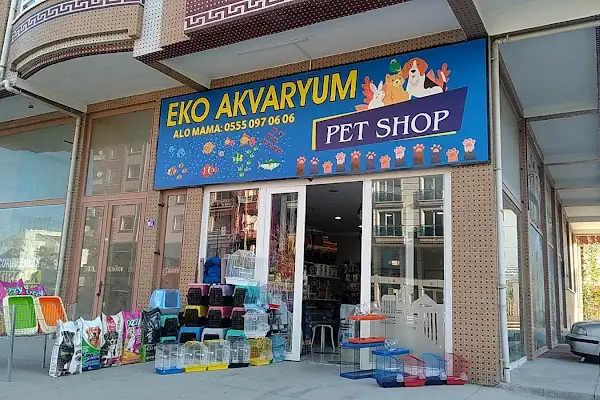 EKO AKVARYUM
ALO MAMA: 0555 097 06 06
PET SHOP